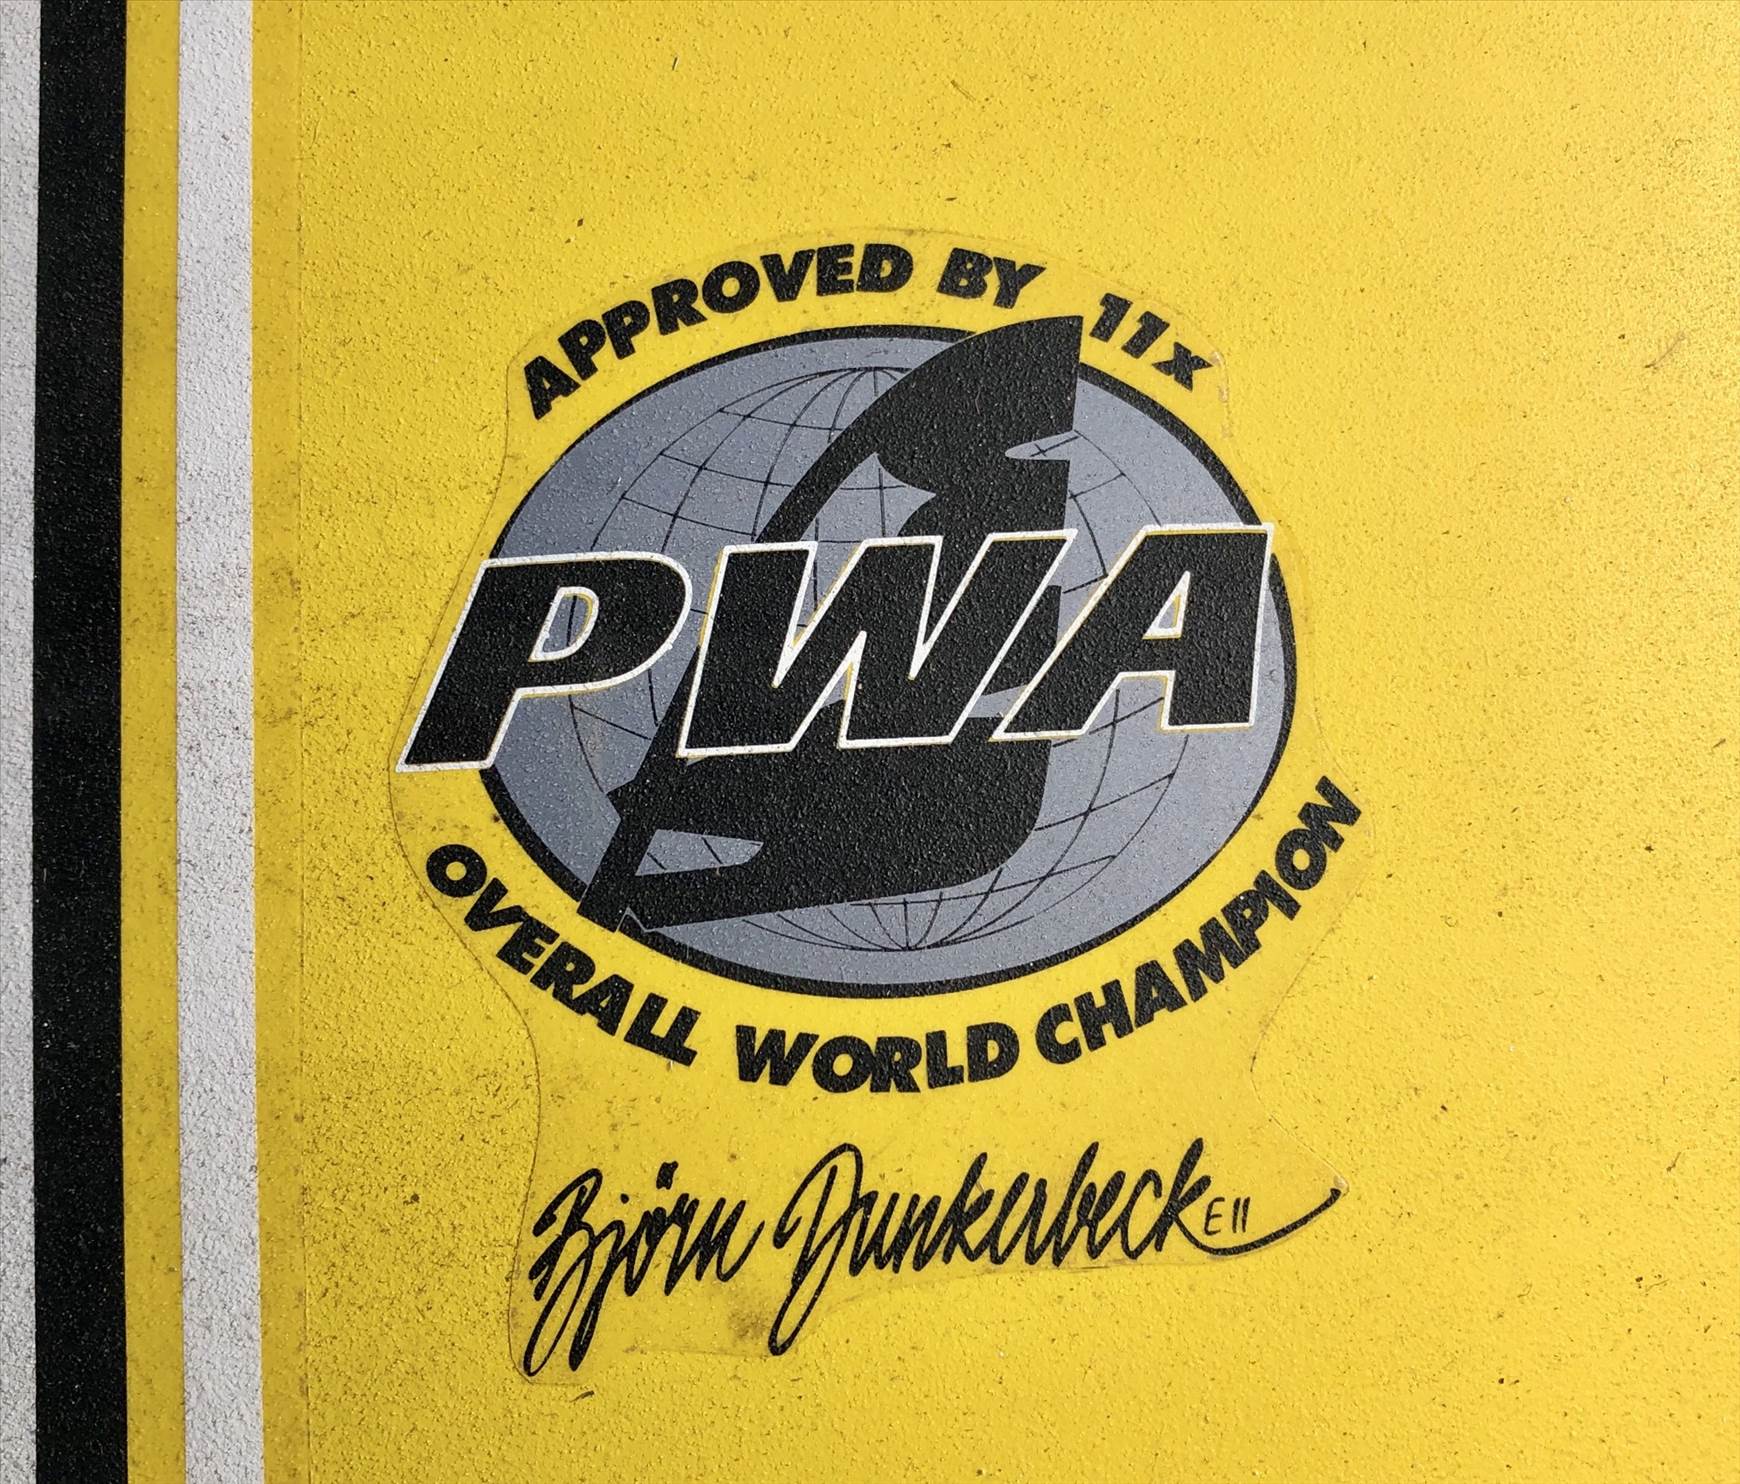 APPROVED BY 11x
PWA
OVERALL WORLD CHAMPION
Björn Dunkerbeck E11